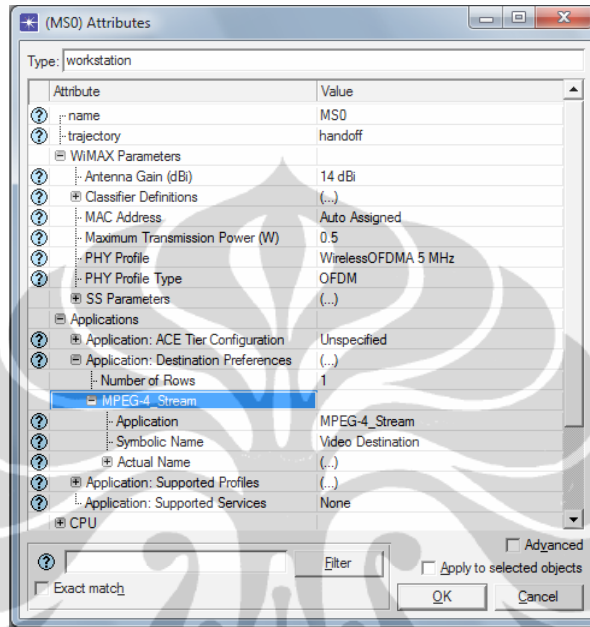 (MS0) Attributes
Type: workstation
Attribute Value
name MS0
trajectory handoff
WiMAX Parameters
Antenna Gain (dBi) 14 dBi
Classifier Definitions (...)
MAC Address Auto Assigned
Maximum Transmission Power (W) 0.5
PHY Profile WirelessOFDMA 5 MHz
PHY Profile Type OFDM
SS Parameters (...)
Applications
Application: ACE Tier Configuration Unspecified
Application: Destination Preferences (...)
Number of Rows 1
MPEG-4_Stream
Application MPEG-4_Stream
Symbolic Name Video Destination
Actual Name (...)
Application: Supported Profiles (...)
Application: Supported Services None
CPU
Advanced
Filter Apply to selected objects
Exact match OK Cancel